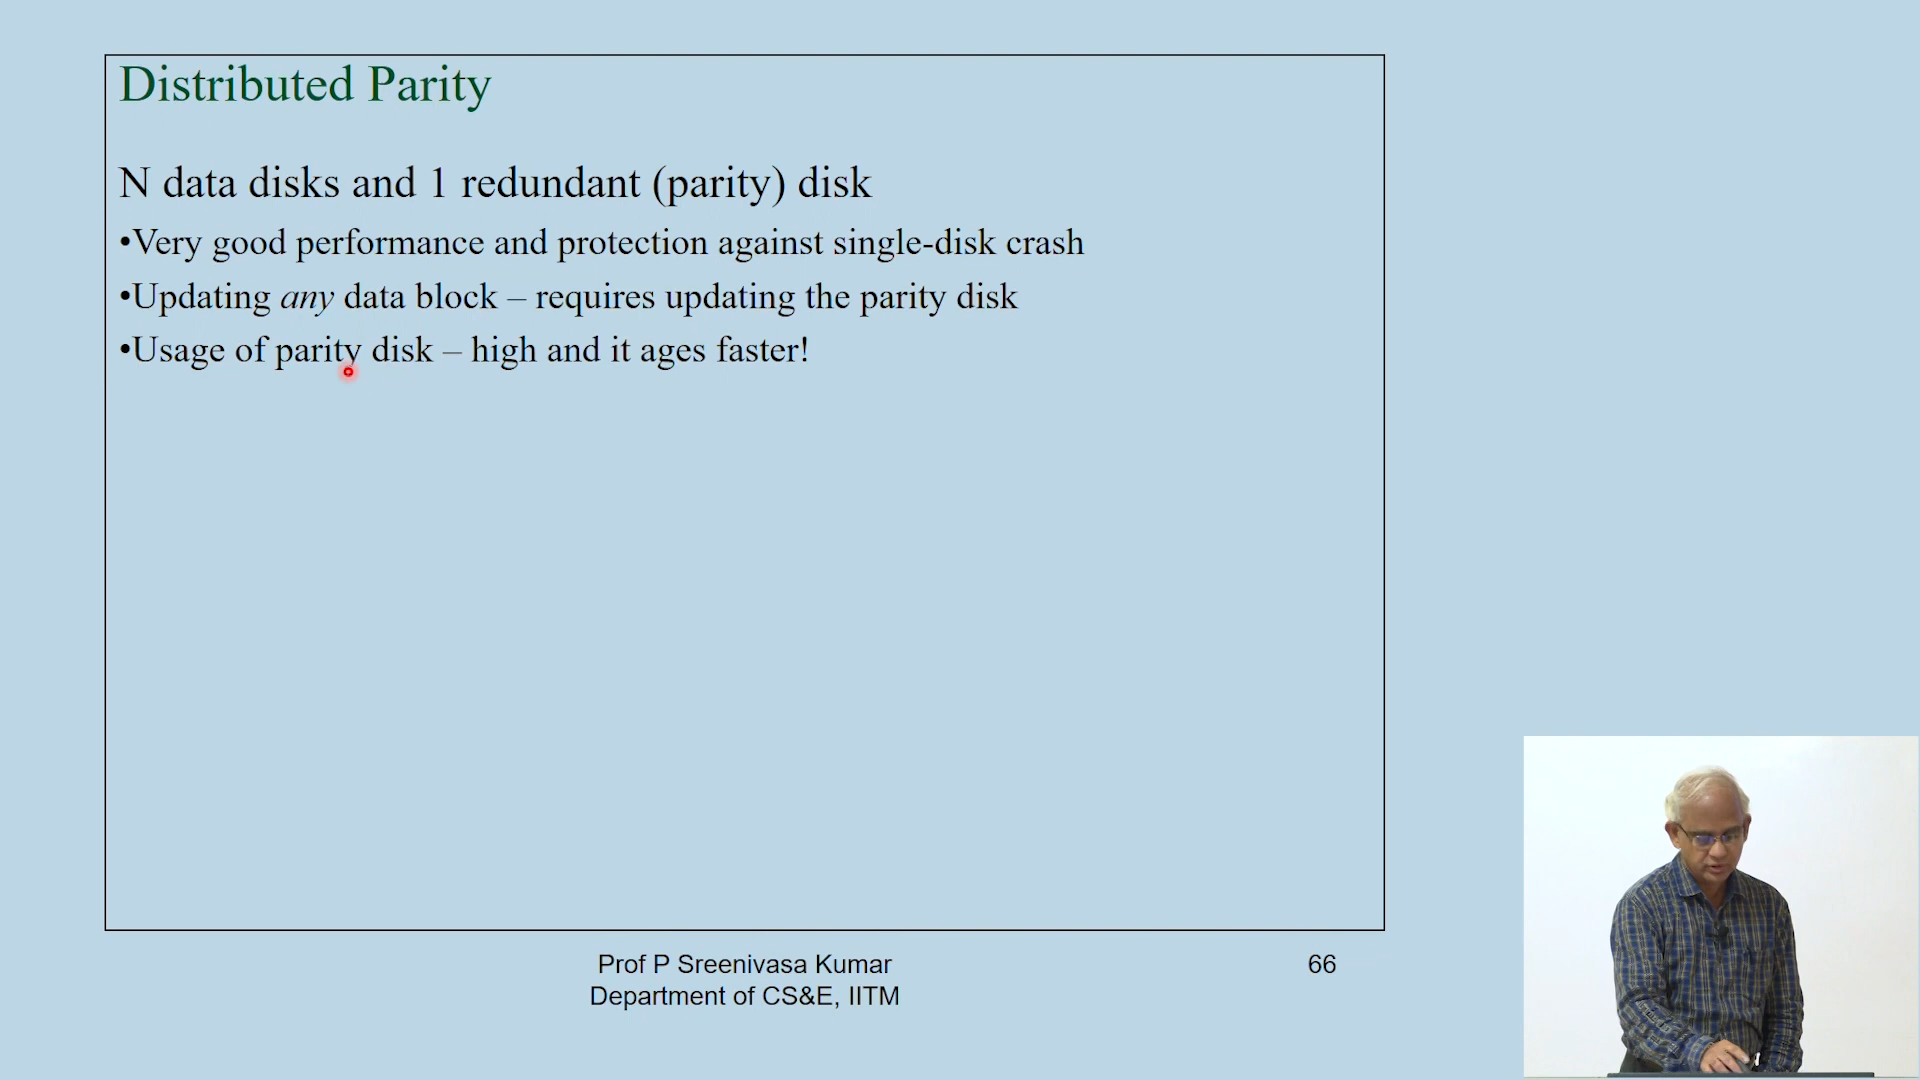 Distributed Parity
N data disks and 1 redundant (parity) disk
•Very good performance and protection against single-disk crash
•Updating any data block – requires updating the parity disk
•Usage of parity disk – high and it ages faster!
Prof P Sreenivasa Kumar
Department of CS&E, IITM
66